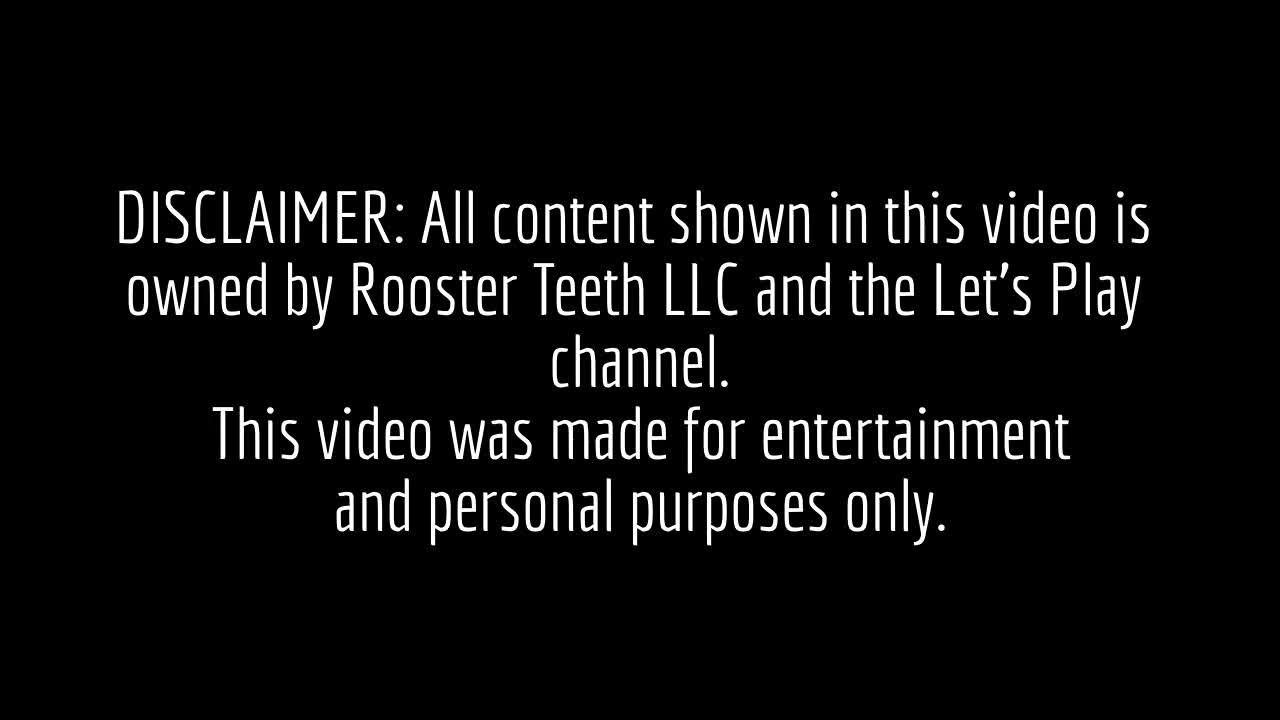 DISCLAIMER: All content shown in this video is
owned by Rooster Teeth LLC and the Let's Play
channel.
This video was made for entertainment
and personal purposes only.